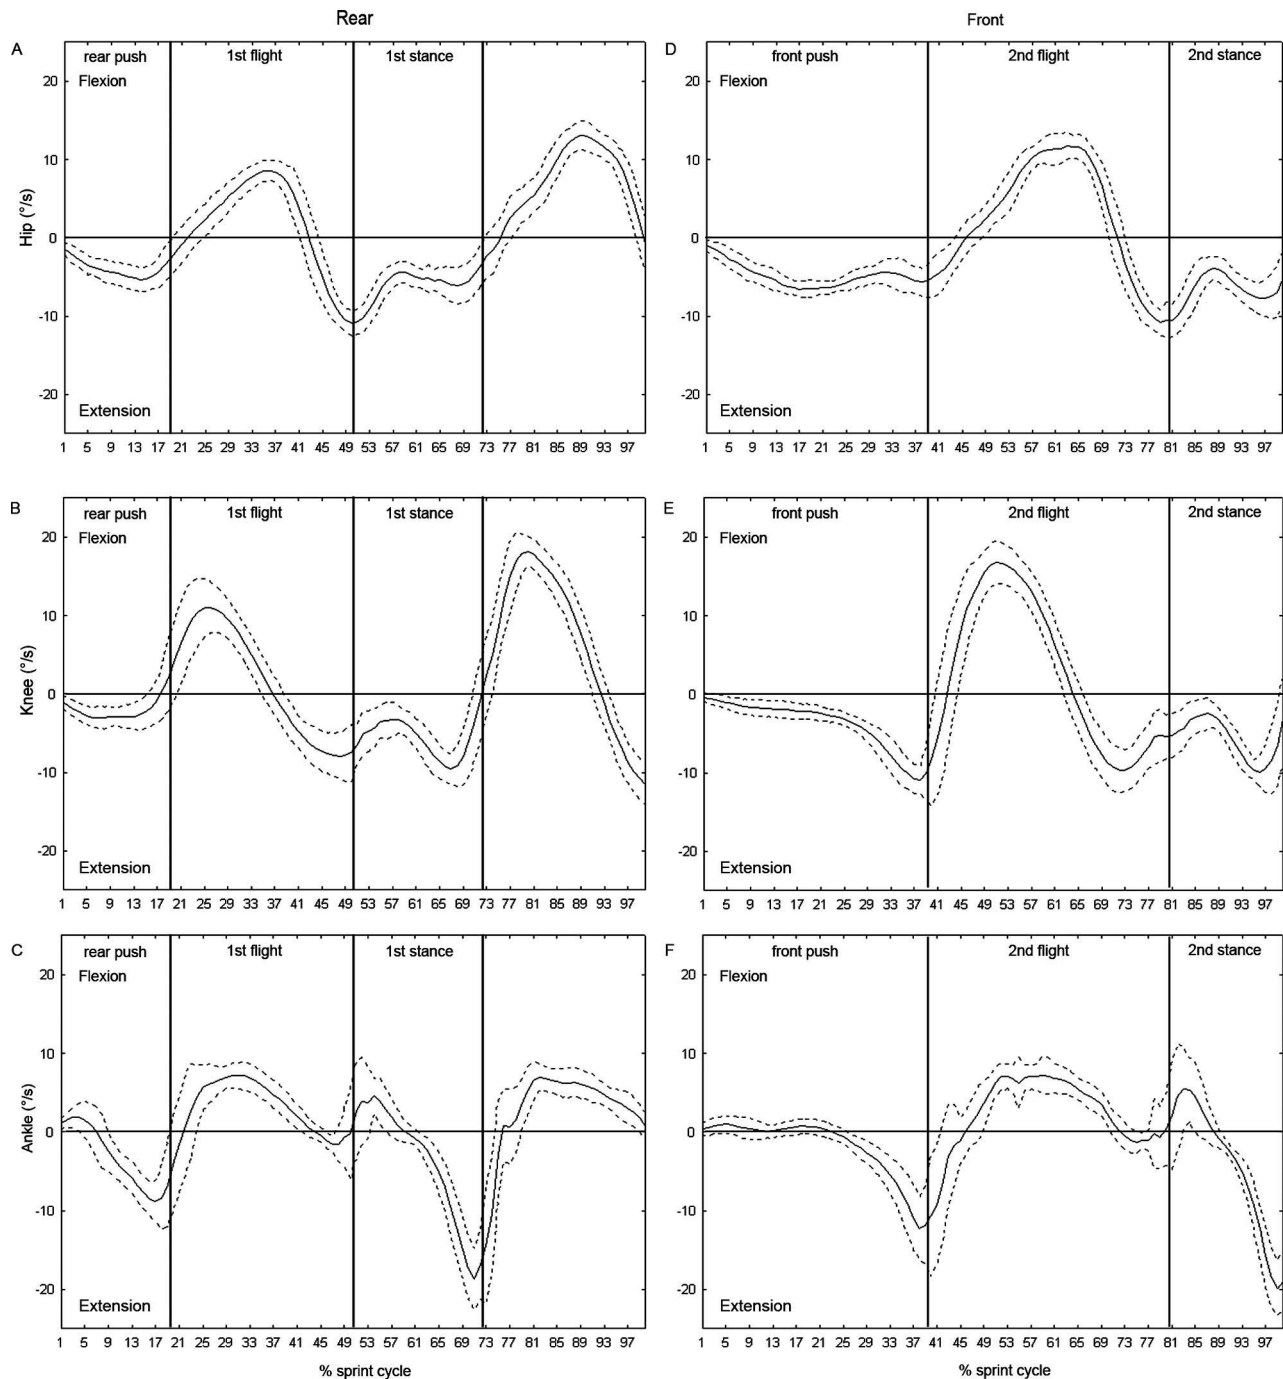 Rear
Front
A
rear push
1st flight
1st stance
Flexion
20
10
0
-10
-20
Hip (°/s)
Extension
1 5 9 13 17 21 25 29 33 37 41 45 49 53 57 61 65 69 73 77 81 85 89 93 97
D
front push
2nd flight
2nd stance
Flexion
20
10
0
-10
-20
Extension
1 5 9 13 17 21 25 29 33 37 41 45 49 53 57 61 65 69 73 77 81 85 89 93 97
B
rear push
1st flight
1st stance
Flexion
20
10
0
-10
-20
Knee (°/s)
Extension
1 5 9 13 17 21 25 29 33 37 41 45 49 53 57 61 65 69 73 77 81 85 89 93 97
E
front push
2nd flight
2nd stance
Flexion
20
10
0
-10
-20
Extension
1 5 9 13 17 21 25 29 33 37 41 45 49 53 57 61 65 69 73 77 81 85 89 93 97
C
rear push
1st flight
1st stance
Flexion
20
10
0
-10
-20
Ankle (°/s)
Extension
1 5 9 13 17 21 25 29 33 37 41 45 49 53 57 61 65 69 73 77 81 85 89 93 97
% sprint cycle
F
front push
2nd flight
2nd stance
Flexion
20
10
0
-10
-20
Extension
1 5 9 13 17 21 25 29 33 37 41 45 49 53 57 61 65 69 73 77 81 85 89 93 97
% sprint cycle